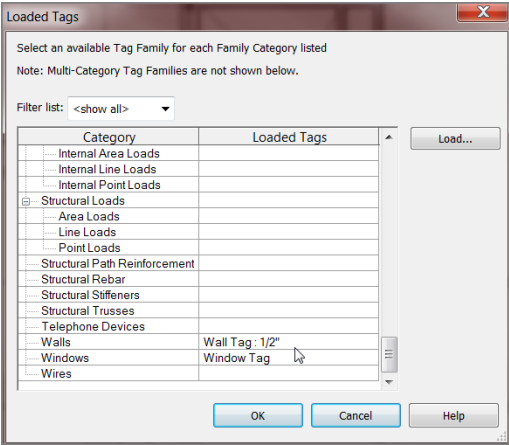 Loaded Tags
Select an available Tag Family for each Family Category listed
Note: Multi-Category Tag Families are not shown below.
Filter list: <show all>
Category Loaded Tags
Load...
Internal Area Loads
Internal Line Loads
Internal Point Loads
Structural Loads
Area Loads
Line Loads
Point Loads
Structural Path Reinforcement
Structural Rebar
Structural Stiffeners
Structural Trusses
Telephone Devices
Walls Wall Tag : 1/2"
Windows Window Tag
Wires
OK Cancel Help